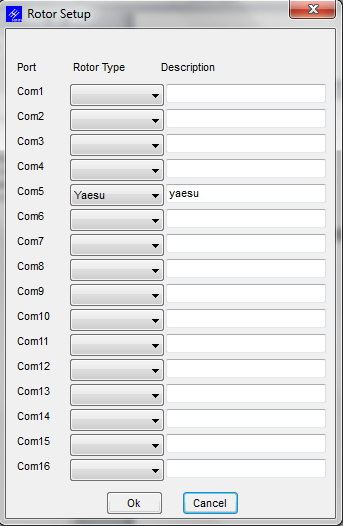 Rotor Setup
Port Rotor Type Description
Com1
Com2
Com3
Com4
Com5 Yaesu yaesu
Com6
Com7
Com8
Com9
Com10
Com11
Com12
Com13
Com14
Com15
Com16
Ok Cancel